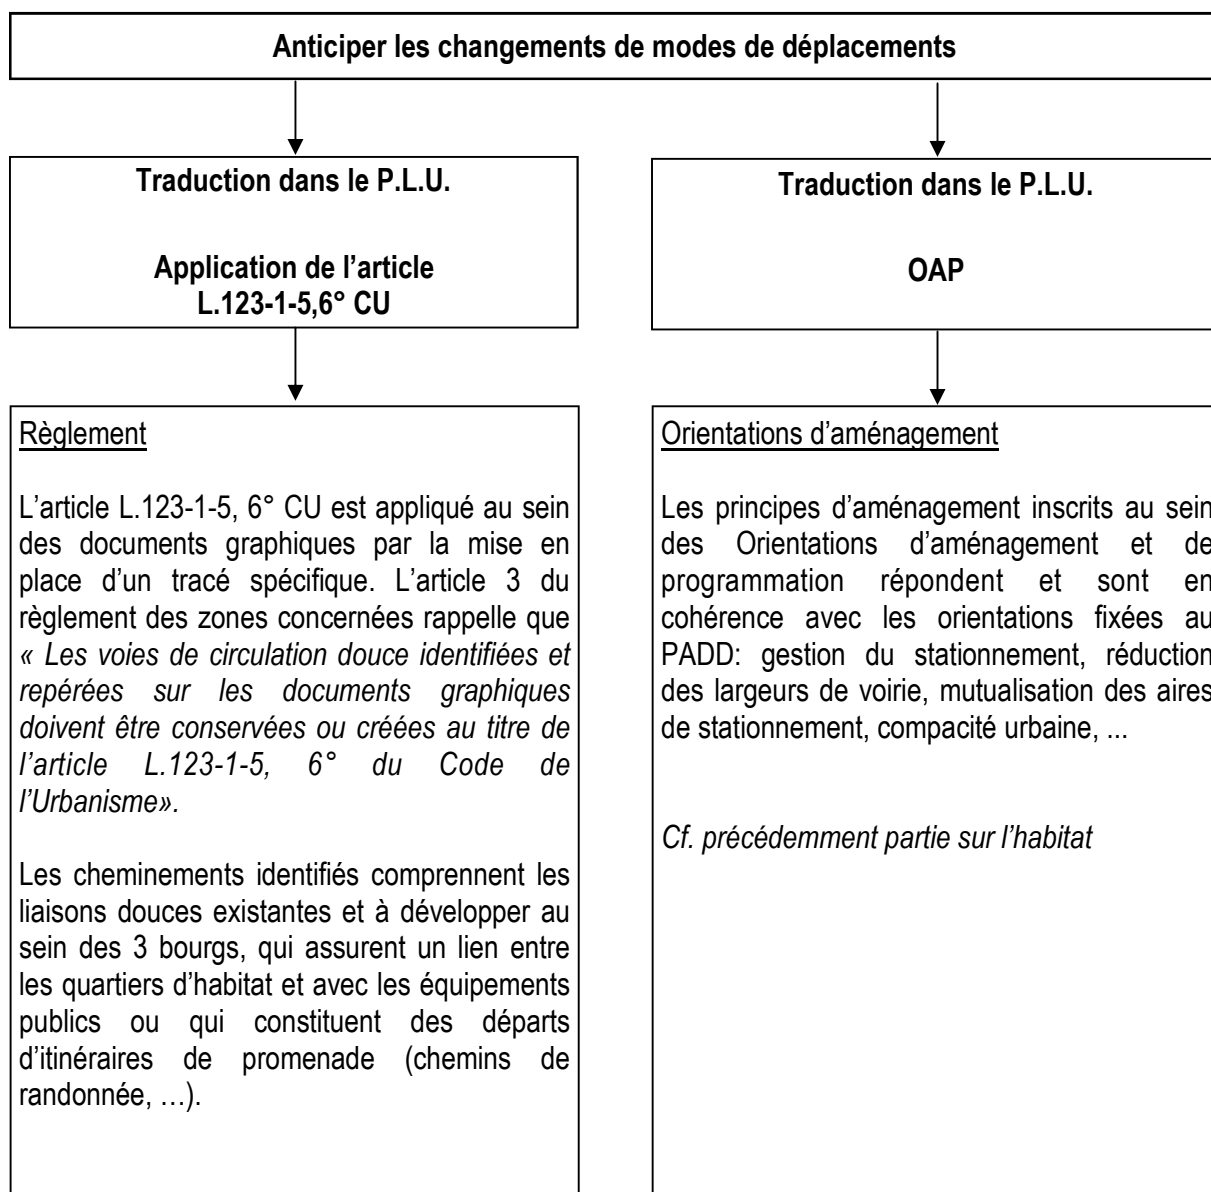 Anticiper les changements de modes de déplacements
Traduction dans le P.L.U.
Application de l’article
L.123-1-5,6° CU
Traduction dans le P.L.U.
OAP
Règlement
L’article L.123-1-5, 6° CU est appliqué au sein
des documents graphiques par la mise en
place d’un tracé spécifique. L’article 3 du
règlement des zones concernées rappelle que
« Les voies de circulation douce identifiées et
repérées sur les documents graphiques
doivent être conservées ou créées au titre de
l’article L.123-1-5, 6° du Code de
l’Urbanisme».
Les cheminements identifiés comprennent les
liaisons douces existantes et à développer au
sein des 3 bourgs, qui assurent un lien entre
les quartiers d’habitat et avec les équipements
publics ou qui constituent des départs
d’itinéraires de promenade (chemins de
randonnée, …).
Orientations d’aménagement
Les principes d’aménagement inscrits au sein
des Orientations d’aménagement et de
programmation répondent et sont en
cohérence avec les orientations fixées au
PADD: gestion du stationnement, réduction
des largeurs de voirie, mutualisation des aires
de stationnement, compacité urbaine, ...
Cf. précédemment partie sur l’habitat